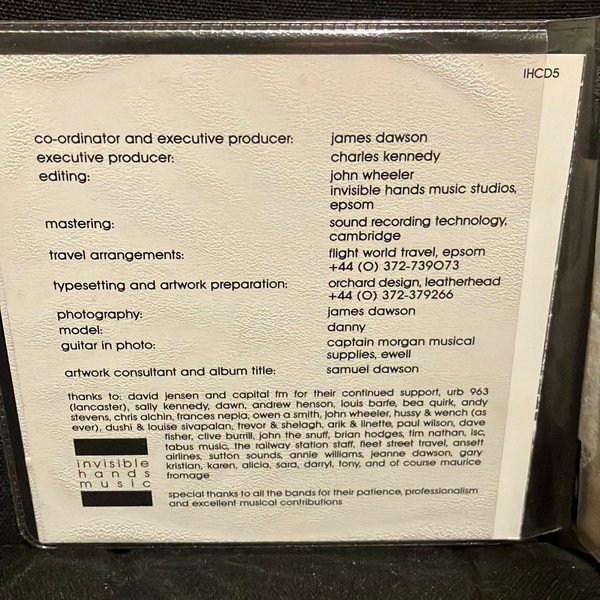 IHCD5
co-ordinator and executive producer: james dawson
executive producer: charles kennedy
editing: john wheeler
invisible hands music studios,
epsom
mastering: sound recording technology,
cambridge
travel arrangements: flight world travel, epsom
+44 (O) 372-739O73
typesetting and artwork preparation: orchard design, leatherhead
+44 (O) 372-379266
photography: james dawson
model: danny
guitar in photo: captain morgan musical
supplies, ewell
artwork consultant and album title: samuel dawson
thanks to: david jensen and capital fm for their continued support, urb 963
(lancaster), sally kennedy, dawn, andrew henson, louis barfe, bea quirk, andy
stevens, chris alchin, frances nepia, owen a smith, john wheeler, hussy & wench (as
ever), dushi & louise sivapalan, trevor & shelagh, arik & linette, paul wilson, dave
fisher, clive burrill, john the snuff, brian hodges, tim nathan, isc,
tabus music, the railway station staff, fleet street travel, ansett
airlines, sutton sounds, annie williams, jeanne dawson, gary
kristian, karen, alicia, sara, darryl, tony, and of course maurice
fromage
special thanks to all the bands for their patience, professionalism
and excellent musical contributions
invisible
hands
music